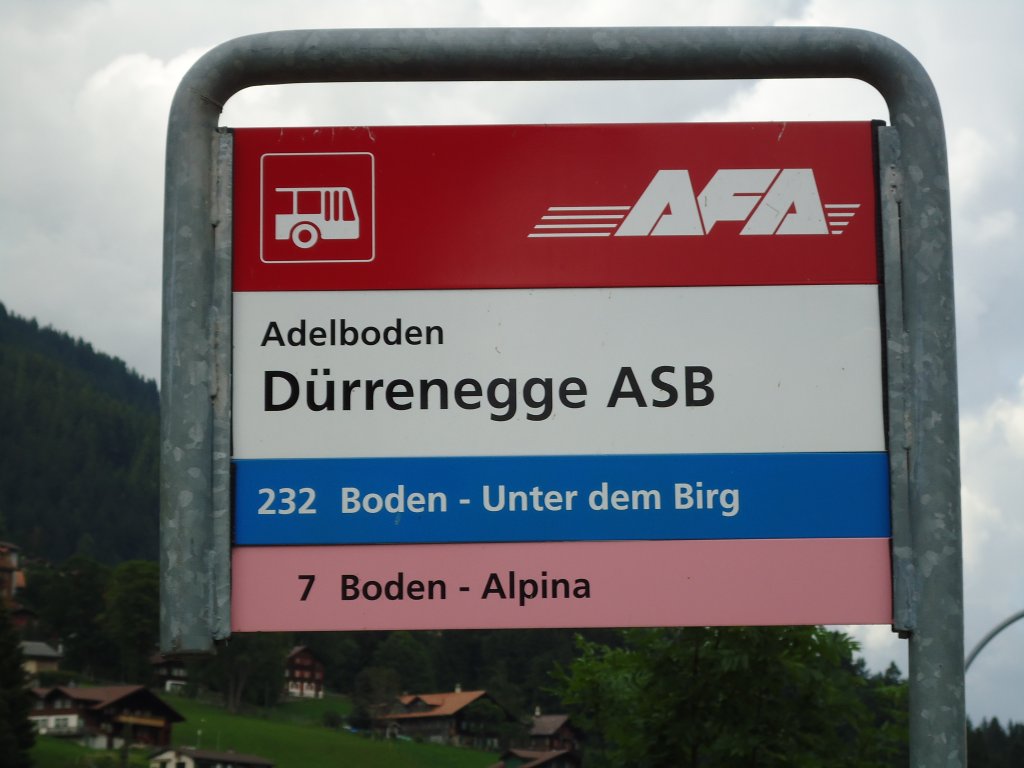 AFA
Adelboden
Dürrenegge ASB
232 Boden - Unter dem Birg
7 Boden - Alpina